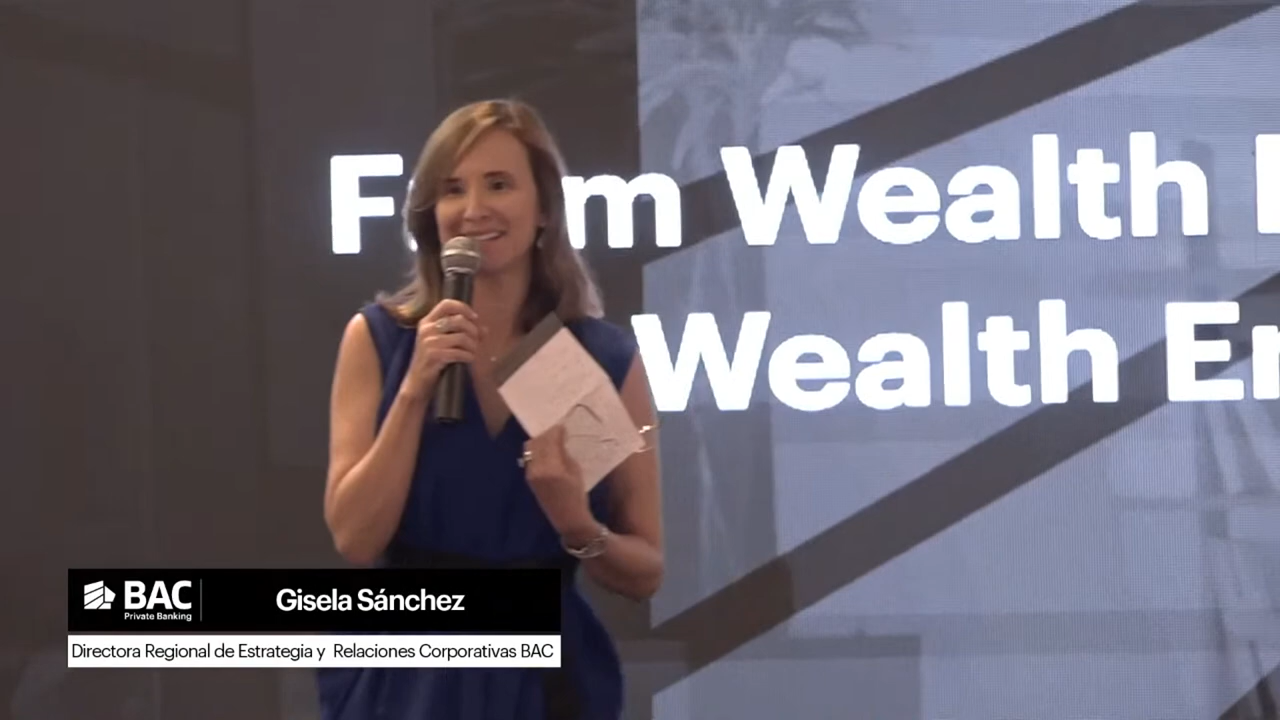 Wealth
Wealth
BAC
Private Banking
Gisela Sánchez
Directora Regional de Estrategia y Relaciones Corporativas BAC